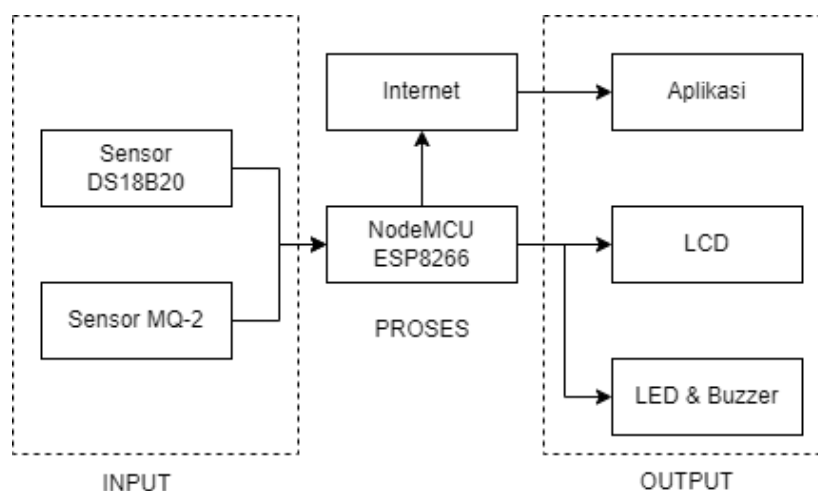 Internet
Aplikasi
Sensor
DS18B20
NodeMCU
ESP8266
LCD
Sensor MQ-2
PROSES
LED & Buzzer
INPUT
OUTPUT